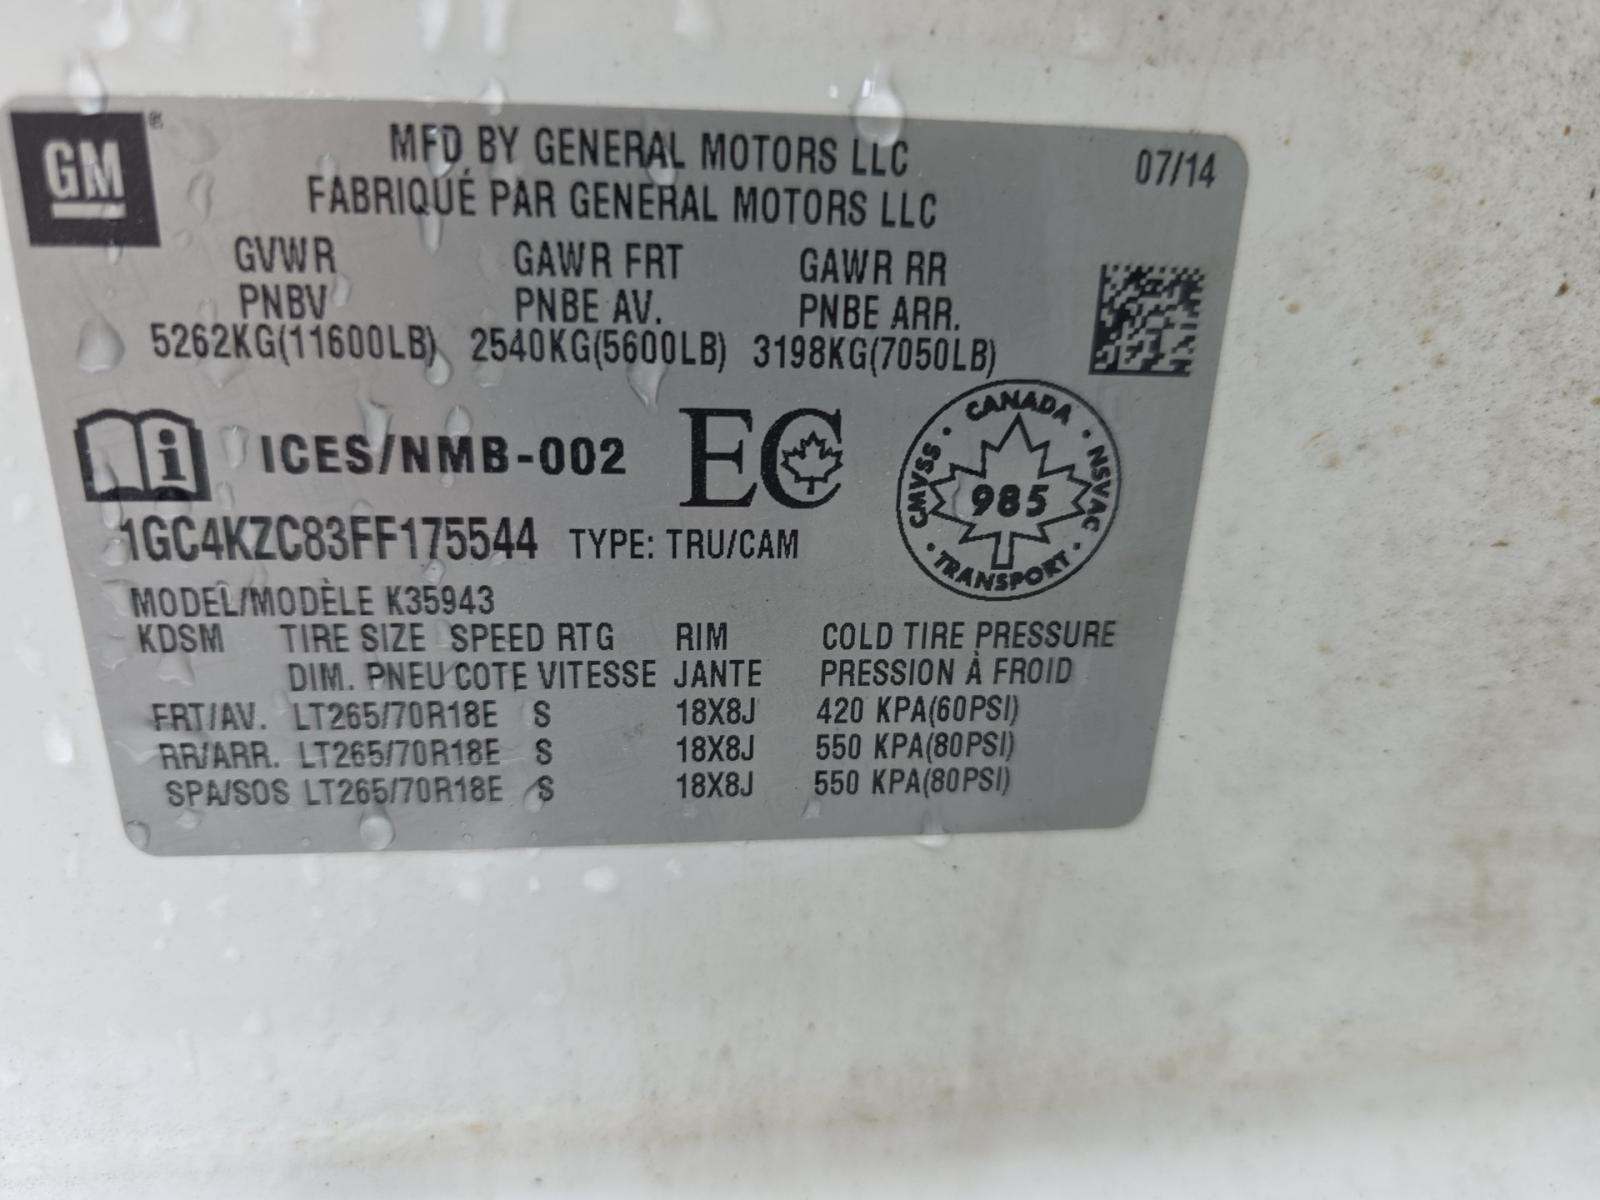 GM®
MFD BY GENERAL MOTORS LLC 07/14
FABRIQUÉ PAR GENERAL MOTORS LLC
GVWR GAWR FRT GAWR RR
PNBV PNBE AV. PNBE ARR.
5262KG(11600LB) 2540KG(5600LB) 3198KG(7050LB)
i ICES/NMB-002 EC
CANADA · NSVAC · TRANSPORT · CMVSS ·
985
1GC4KZC83FF175544 TYPE: TRU/CAM
MODEL/MODÈLE K35943
KDSM TIRE SIZE SPEED RTG RIM COLD TIRE PRESSURE
DIM. PNEU COTE VITESSE JANTE PRESSION À FROID
FRT/AV. LT265/70R18E S 18X8J 420 KPA(60PSI)
RR/ARR. LT265/70R18E S 18X8J 550 KPA(80PSI)
SPA/SOS LT265/70R18E S 18X8J 550 KPA(80PSI)